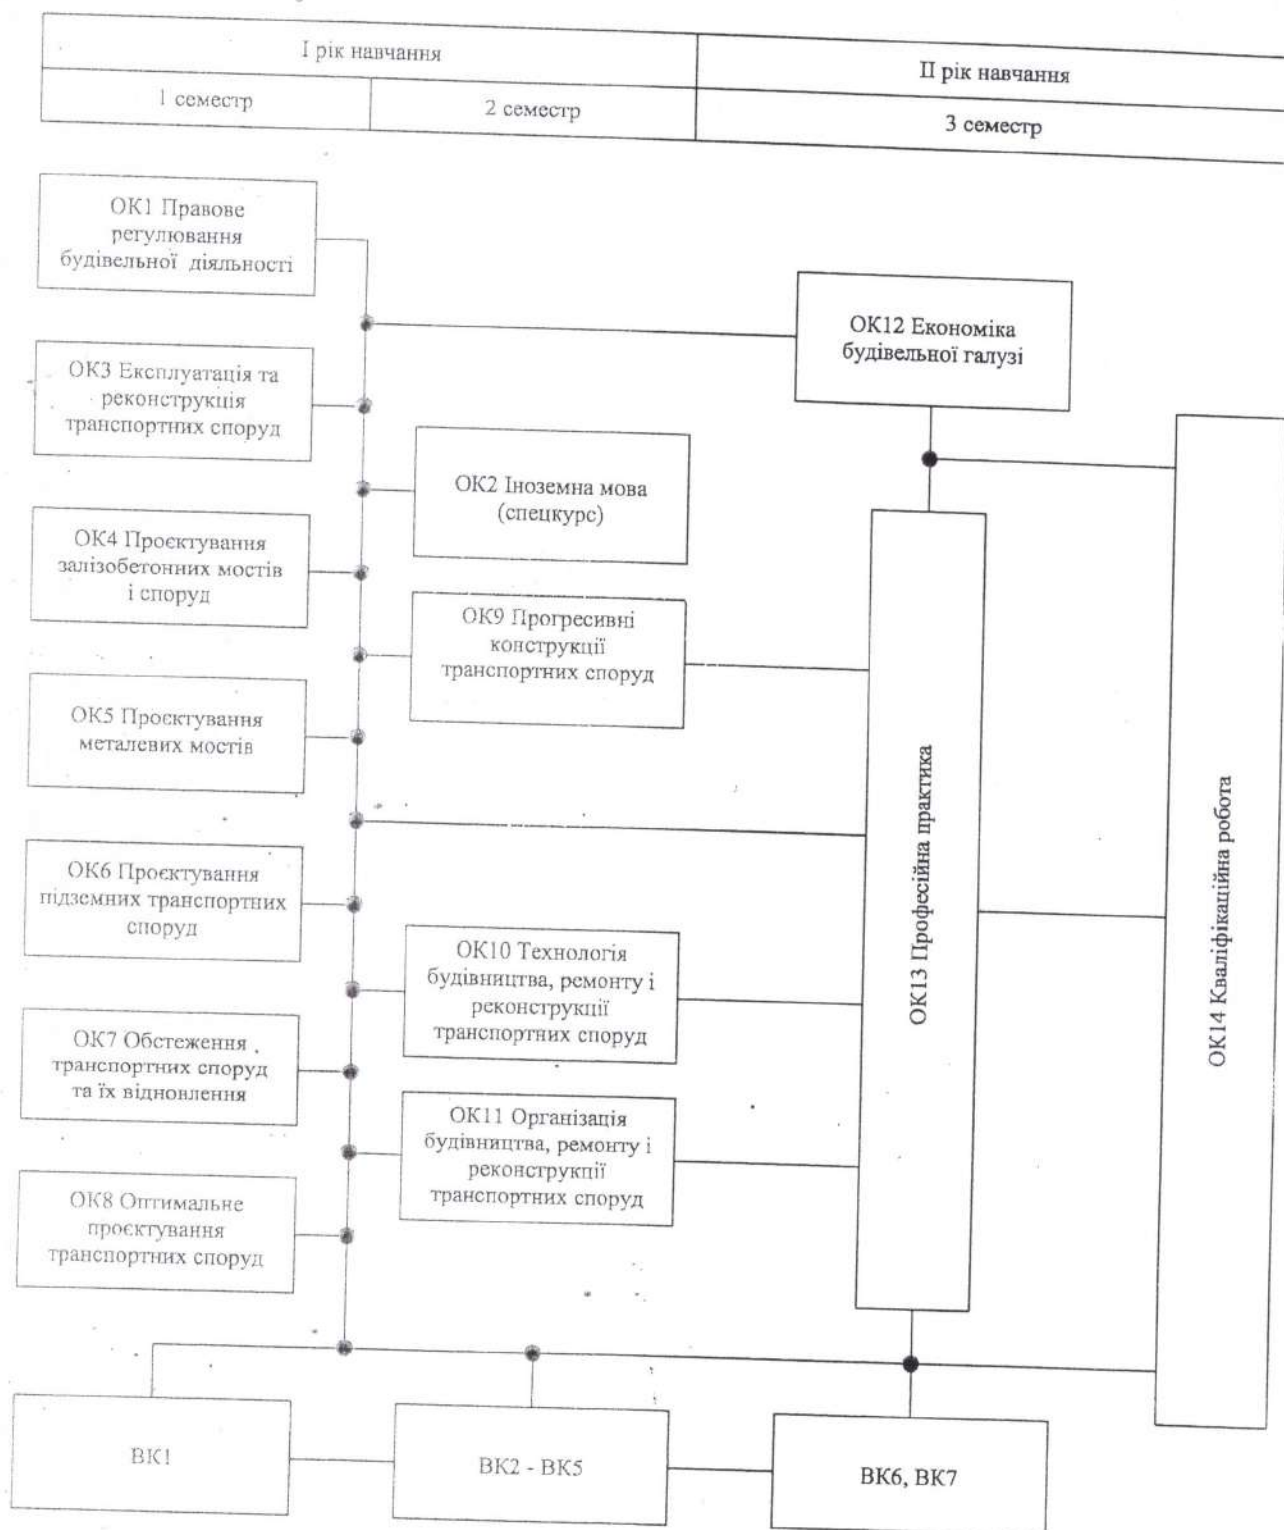 І рік навчання
ІІ рік навчання
1 семестр
2 семестр
3 семестр
ОК1 Правове
регулювання
будівельної діяльності
ОК12 Економіка
будівельної галузі
ОК3 Експлуатація та
реконструкція
транспортних споруд
ОК2 Іноземна мова
(спецкурс)
ОК4 Проєктування
залізобетонних мостів
і споруд
ОК9 Прогресивні
конструкції
транспортних споруд
ОК5 Проєктування
металевих мостів
ОК13 Професійна практика
ОК14 Кваліфікаційна робота
ОК6 Проєктування
підземних транспортних
споруд
ОК10 Технологія
будівництва, ремонту і
реконструкції
транспортних споруд
ОК7 Обстеження
транспортних споруд
та їх відновлення
ОК11 Організація
будівництва, ремонту і
реконструкції
транспортних споруд
ОК8 Оптимальне
проєктування
транспортних споруд
ВК1
ВК2 - ВК5
ВК6, ВК7